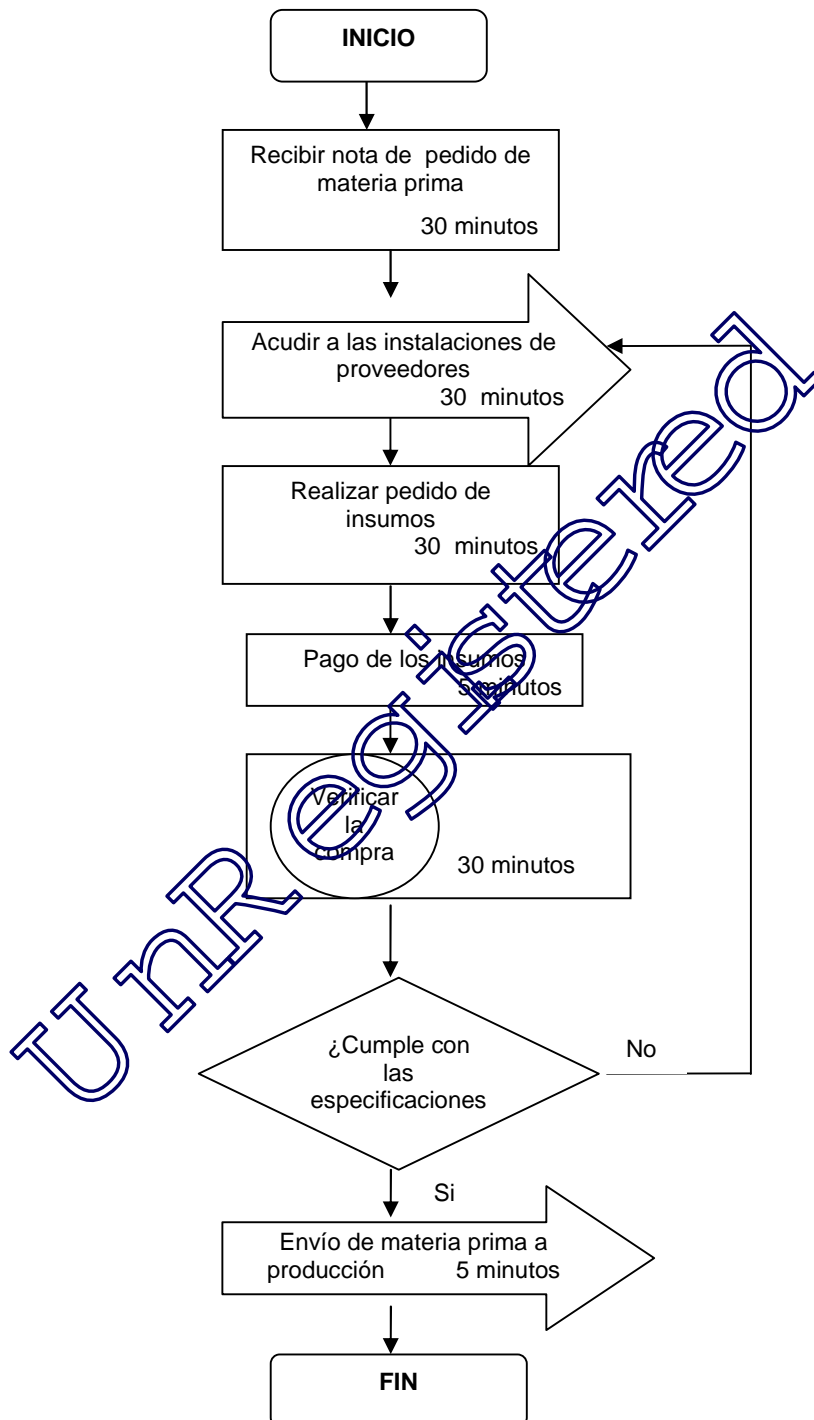 INICIO
Recibir nota de pedido de
materia prima
30 minutos
Acudir a las instalaciones de
proveedores
30 minutos
Realizar pedido de
insumos
30 minutos
Pago de los insumos
5 minutos
Verificar
la
compra
30 minutos
¿Cumple con
las
especificaciones
No
Si
Envío de materia prima a
producción 5 minutos
FIN
UnRegistered